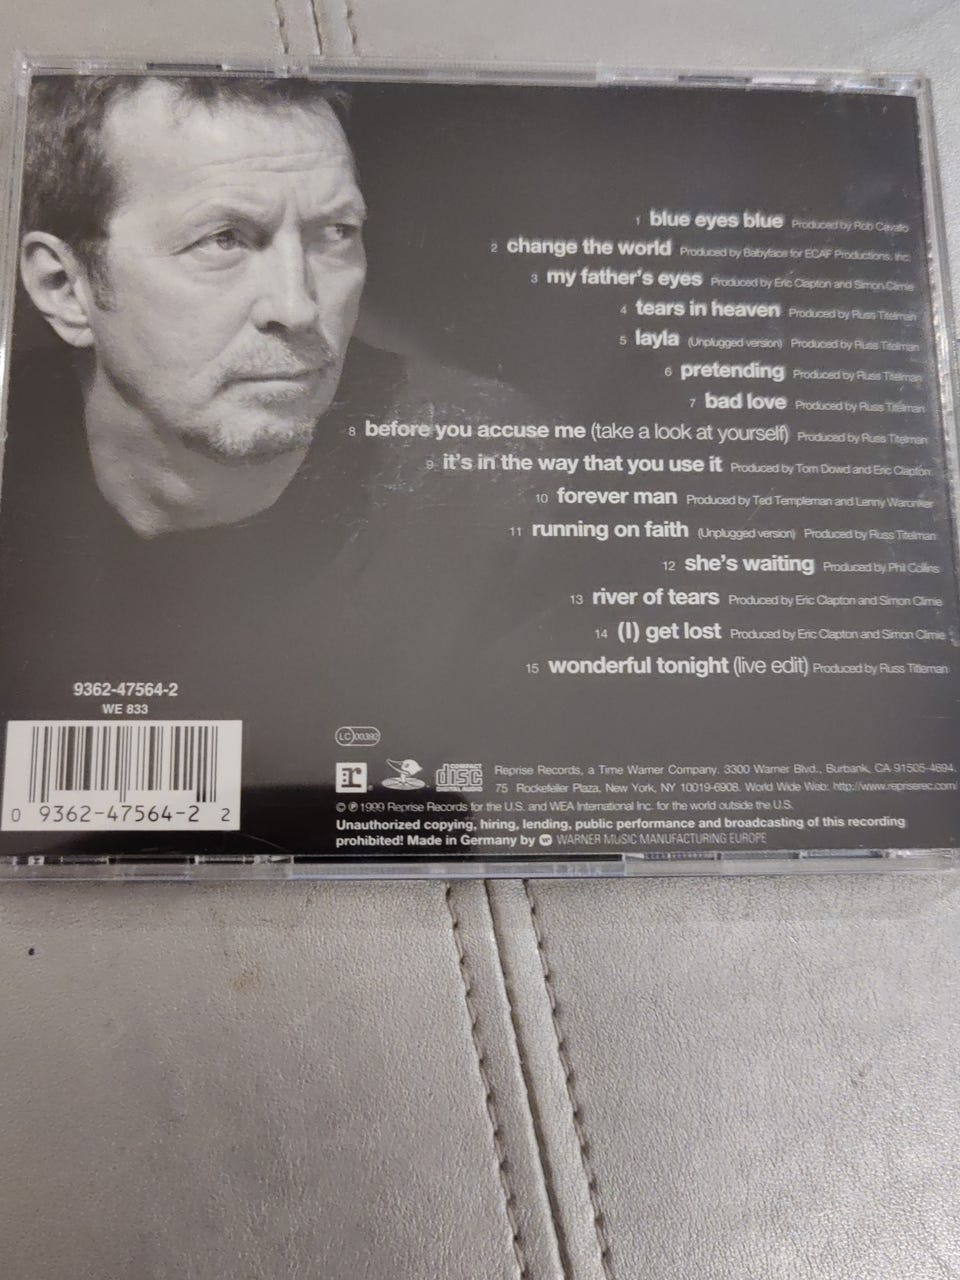 1 blue eyes blue Produced by Rob Cavallo
2 change the world Produced by Babyface for ECAF Productions, Inc.
3 my father's eyes Produced by Eric Clapton and Simon Climie
4 tears in heaven Produced by Russ Titelman
5 layla (Unplugged version) Produced by Russ Titelman
6 pretending Produced by Russ Titelman
7 bad love Produced by Russ Titelman
8 before you accuse me (take a look at yourself) Produced by Russ Titelman
9 it's in the way that you use it Produced by Tom Dowd and Eric Clapton
10 forever man Produced by Ted Templeman and Lenny Waronker
11 running on faith (Unplugged version) Produced by Russ Titelman
12 she's waiting Produced by Phil Collins
13 river of tears Produced by Eric Clapton and Simon Climie
14 (I) get lost Produced by Eric Clapton and Simon Climie
15 wonderful tonight (live edit) Produced by Russ Titleman
9362-47564-2
WE 833
0 9362-47564-2 2
LC 00392
r
COMPACT
disc
DIGITAL AUDIO
Reprise Records, a Time Warner Company. 3300 Warner Blvd., Burbank, CA 91505-4694.
75 Rockefeller Plaza, New York, NY 10019-6908. World Wide Web: http://www.repriserec.com/
© ℗ 1999 Reprise Records for the U.S. and WEA International Inc. for the world outside the U.S.
Unauthorized copying, hiring, lending, public performance and broadcasting of this recording
prohibited! Made in Germany by WARNER MUSIC MANUFACTURING EUROPE